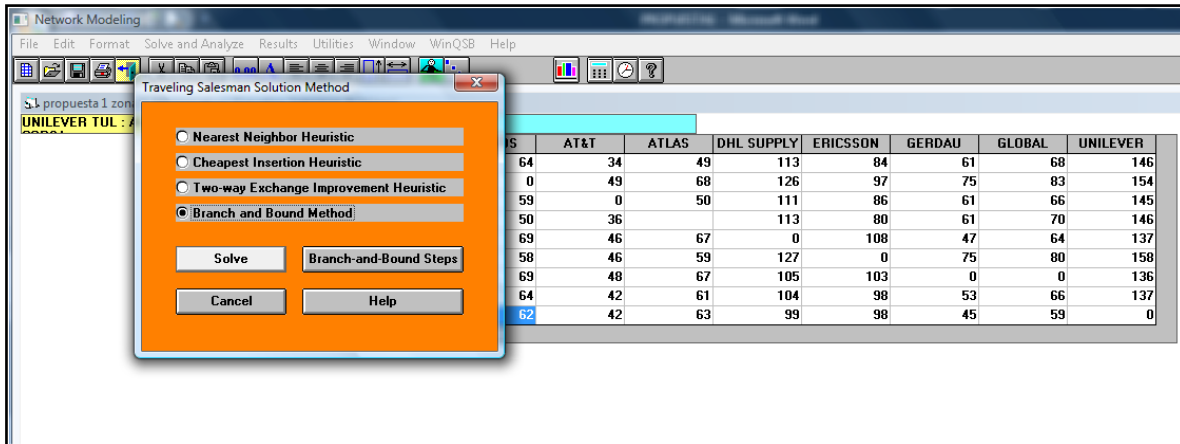 Network Modeling
PROPUESTA1 - Microsoft Word
File Edit Format Solve and Analyze Results Utilities Window WinQSB Help
0.00 A
Traveling Salesman Solution Method
propuesta 1 zona
UNILEVER TUL : A
Nearest Neighbor Heuristic
Cheapest Insertion Heuristic
Two-way Exchange Improvement Heuristic
Branch and Bound Method
Solve Branch-and-Bound Steps
Cancel Help
OS AT&T ATLAS DHL SUPPLY ERICSSON GERDAU GLOBAL UNILEVER
64 34 49 113 84 61 68 146
0 49 68 126 97 75 83 154
59 0 50 111 86 61 66 145
50 36 113 80 61 70 146
69 46 67 0 108 47 64 137
58 46 59 127 0 75 80 158
69 48 67 105 103 0 0 136
64 42 61 104 98 53 66 137
62 42 63 99 98 45 59 0